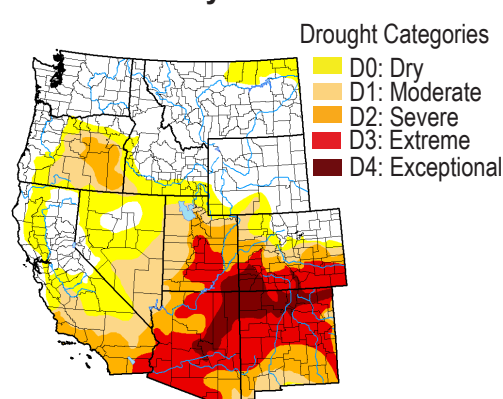 Drought Categories
D0: Dry
D1: Moderate
D2: Severe
D3: Extreme
D4: Exceptional